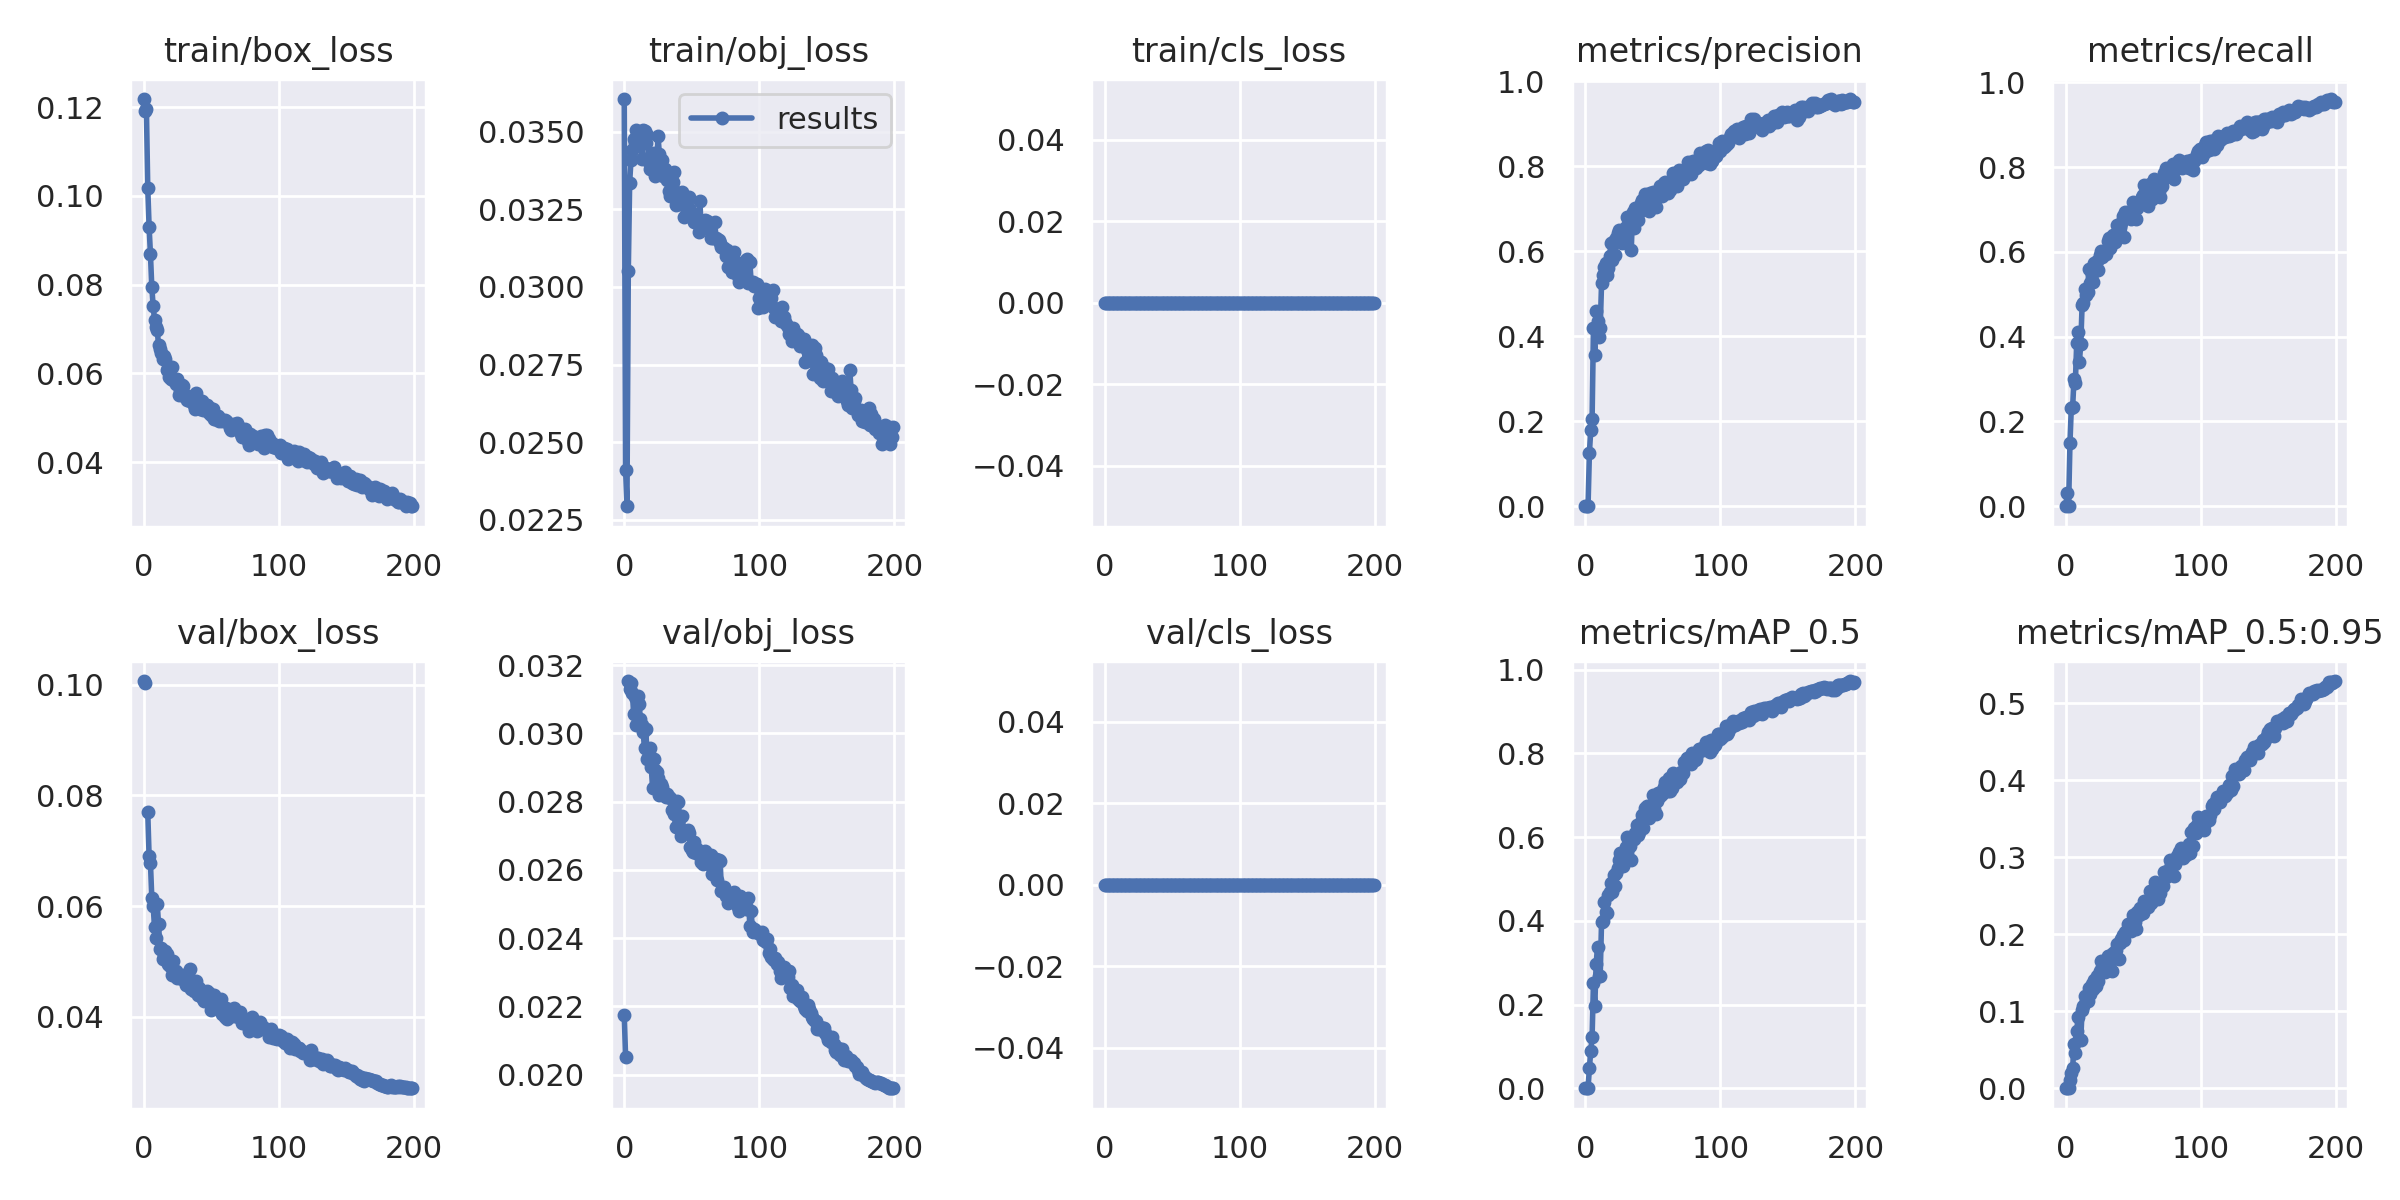 train/box_loss
0.12
0.10
0.08
0.06
0.04
0 100 200
train/obj_loss
results
0.0350
0.0325
0.0300
0.0275
0.0250
0.0225
0 100 200
train/cls_loss
0.04
0.02
0.00
−0.02
−0.04
0 100 200
metrics/precision
1.0
0.8
0.6
0.4
0.2
0.0
0 100 200
metrics/recall
1.0
0.8
0.6
0.4
0.2
0.0
0 100 200
val/box_loss
0.10
0.08
0.06
0.04
0 100 200
val/obj_loss
0.032
0.030
0.028
0.026
0.024
0.022
0.020
0 100 200
val/cls_loss
0.04
0.02
0.00
−0.02
−0.04
0 100 200
metrics/mAP_0.5
1.0
0.8
0.6
0.4
0.2
0.0
0 100 200
metrics/mAP_0.5:0.95
0.5
0.4
0.3
0.2
0.1
0.0
0 100 200